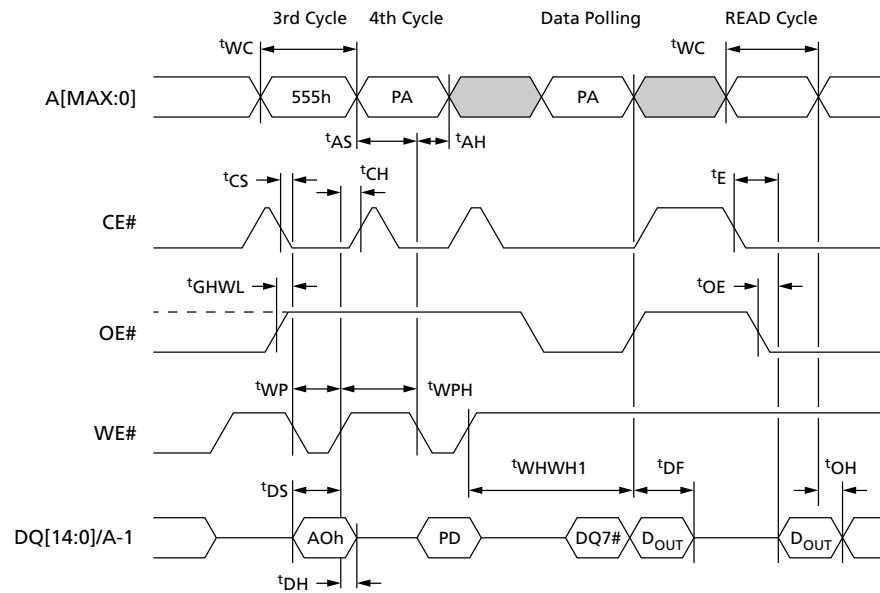 3rd Cycle 4th Cycle Data Polling READ Cycle
tWC tWC
A[MAX:0] 555h PA PA
tAS tAH
tCS tCH tE
CE#
tGHWL tOE
OE#
tWP tWPH
WE#
tWHWH1 tDF tOH
tDS
DQ[14:0]/A-1 AOh PD DQ7# DOUT DOUT
tDH